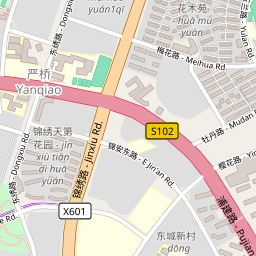 东绣路 - Dongxiu
yuán1qī
花木苑
huā mù
yuàn
梅花路 - Meihua Rd.
严桥
Yanqiao
S102
牡丹路 - Mudan
锦绣路 - Jinxiu Rd.
东绣路 - Dongxiu Rd.
锦绣天第
花园 - jǐn
xiù tiān
dì huā
yuán
锦安东路 - E Jinan Rd.
樱花路 - Yin
X601
浦建路 - Pujian
东城新村
dōng